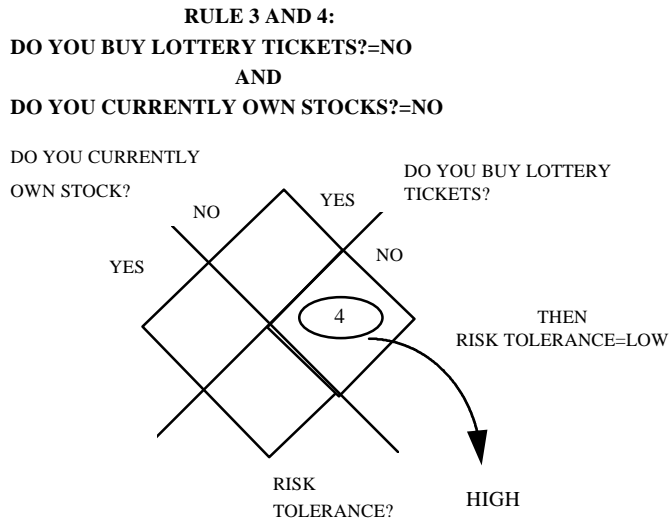 RULE 3 AND 4:
DO YOU BUY LOTTERY TICKETS?=NO
AND
DO YOU CURRENTLY OWN STOCKS?=NO
DO YOU CURRENTLY
OWN STOCK?
DO YOU BUY LOTTERY
TICKETS?
NO
YES
YES
NO
4
THEN
RISK TOLERANCE=LOW
RISK
TOLERANCE?
HIGH